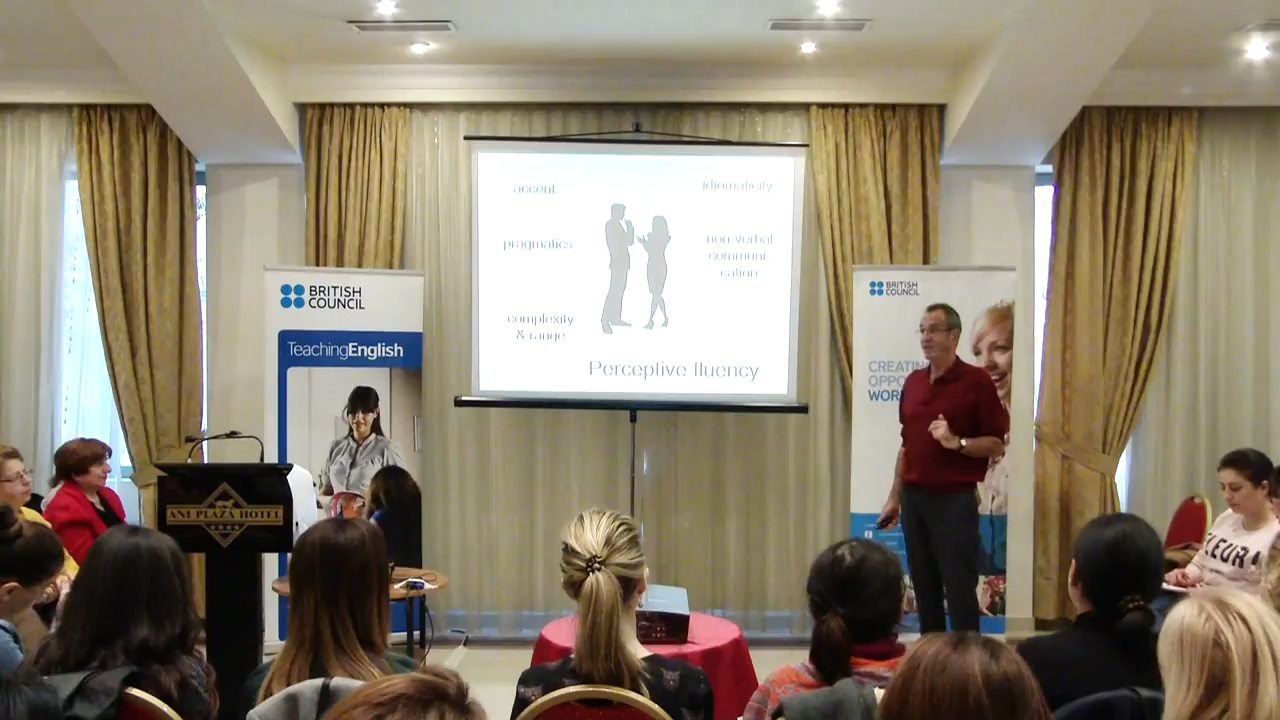 accent
idiomaticity
pragmatics
non-verbal
communi
cation
complexity
& range
Perceptive fluency
BRITISH
COUNCIL
TeachingEnglish
BRITISH
COUNCIL
CREATIN
OPPO
WOR
ANI PLAZA HOTEL
FLEURA